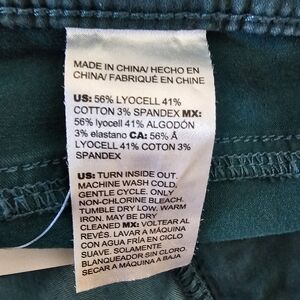 MADE IN CHINA/ HECHO EN
CHINA/ FABRIQUÉ EN CHINE
US: 56% LYOCELL 41%
COTTON 3% SPANDEX MX:
56% lyocell 41% ALGODÓN
3% elastano CA: 56% Â
LYOCELL 41% COTON 3%
SPANDEX
US: TURN INSIDE OUT.
MACHINE WASH COLD,
GENTLE CYCLE. ONLY
NON-CHLORINE BLEACH.
TUMBLE DRY LOW. WARM
IRON. MAY BE DRY
CLEANED MX: VOLTEAR AL
REVÉS. LAVAR A MÁQUINA
CON AGUA FRÍA EN CICLO
SUAVE. SOLAMENTE
BLANQUEADOR SIN CLORO.
SECAR A MÁQUINA A BAJA